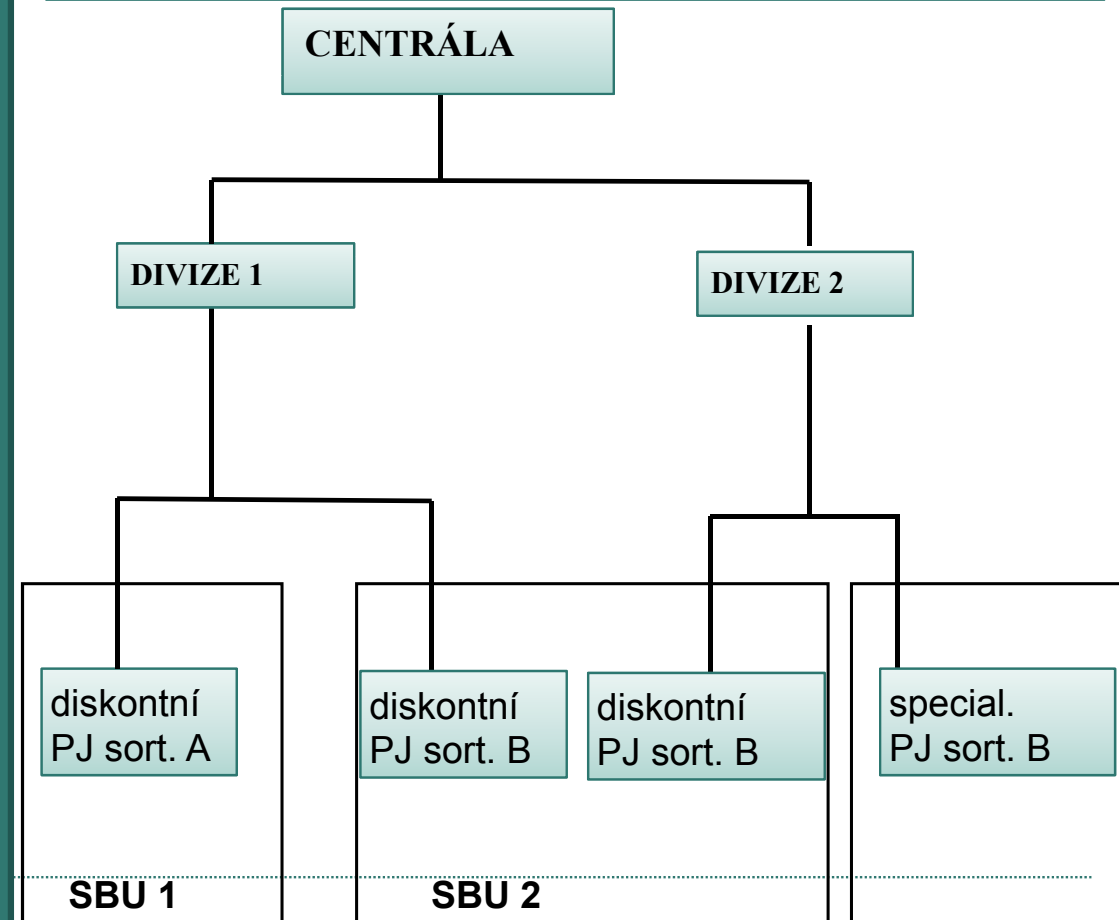 CENTRÁLA
DIVIZE 1
DIVIZE 2
diskontní
PJ sort. A
diskontní
PJ sort. B
diskontní
PJ sort. B
special.
PJ sort. B
SBU 1
SBU 2